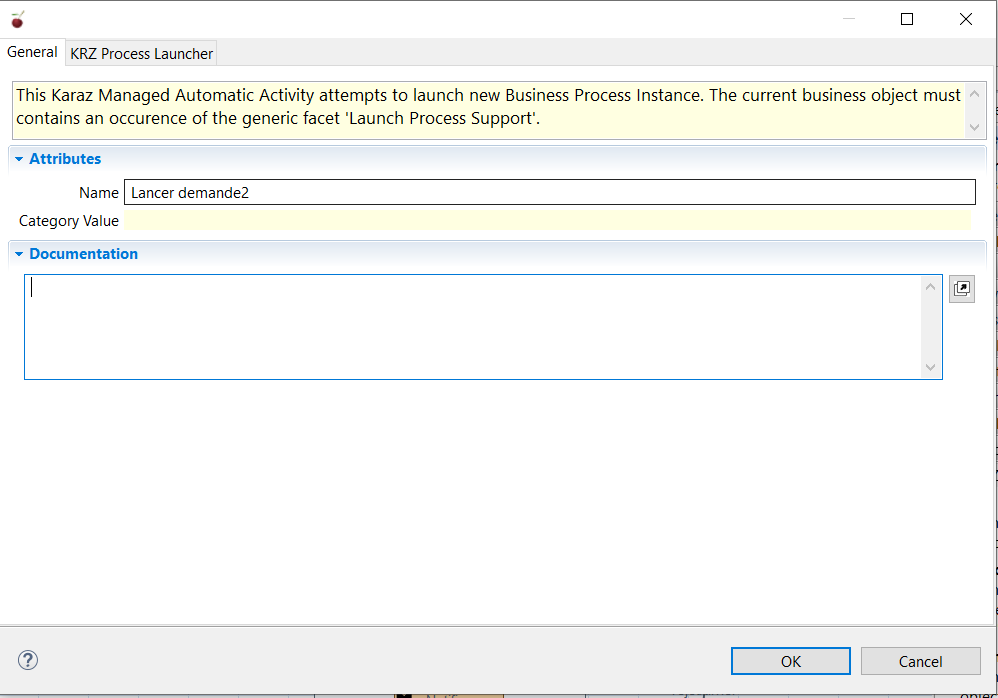 General
KRZ Process Launcher
This Karaz Managed Automatic Activity attempts to launch new Business Process Instance. The current business object must
contains an occurence of the generic facet 'Launch Process Support'.
Attributes
Name Lancer demande2
Category Value
Documentation
OK
Cancel